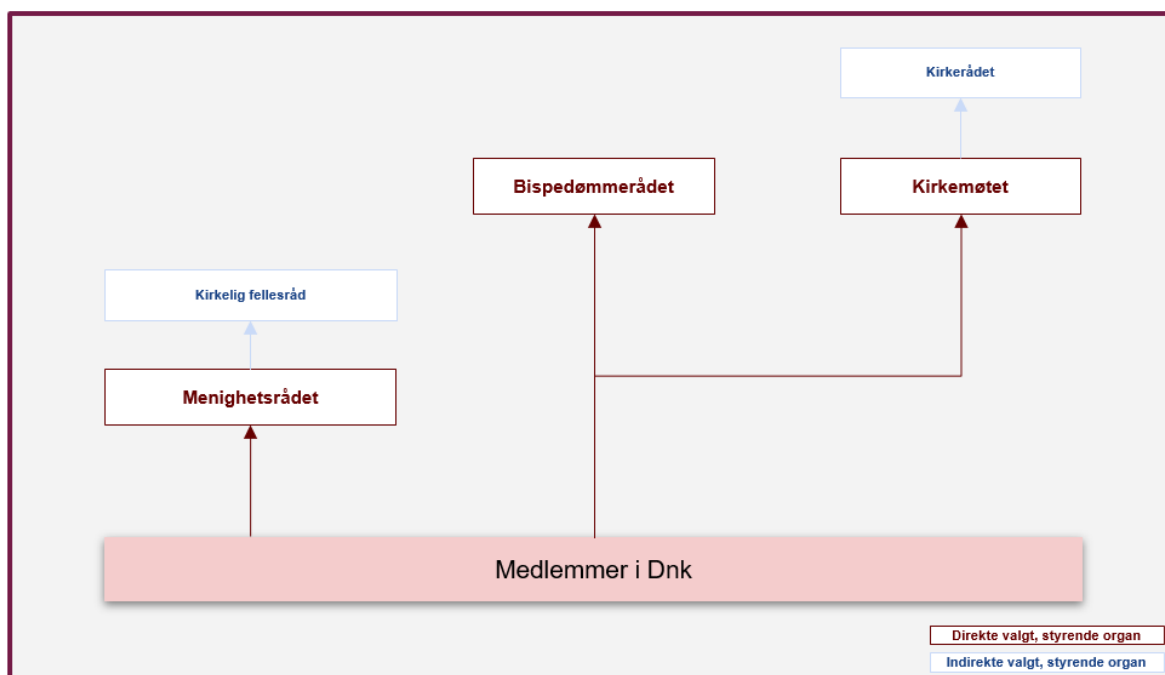 Kirkerådet
Bispedømmerådet
Kirkemøtet
Kirkelig fellesråd
Menighetsrådet
Medlemmer i Dnk
Direkte valgt, styrende organ
Indirekte valgt, styrende organ